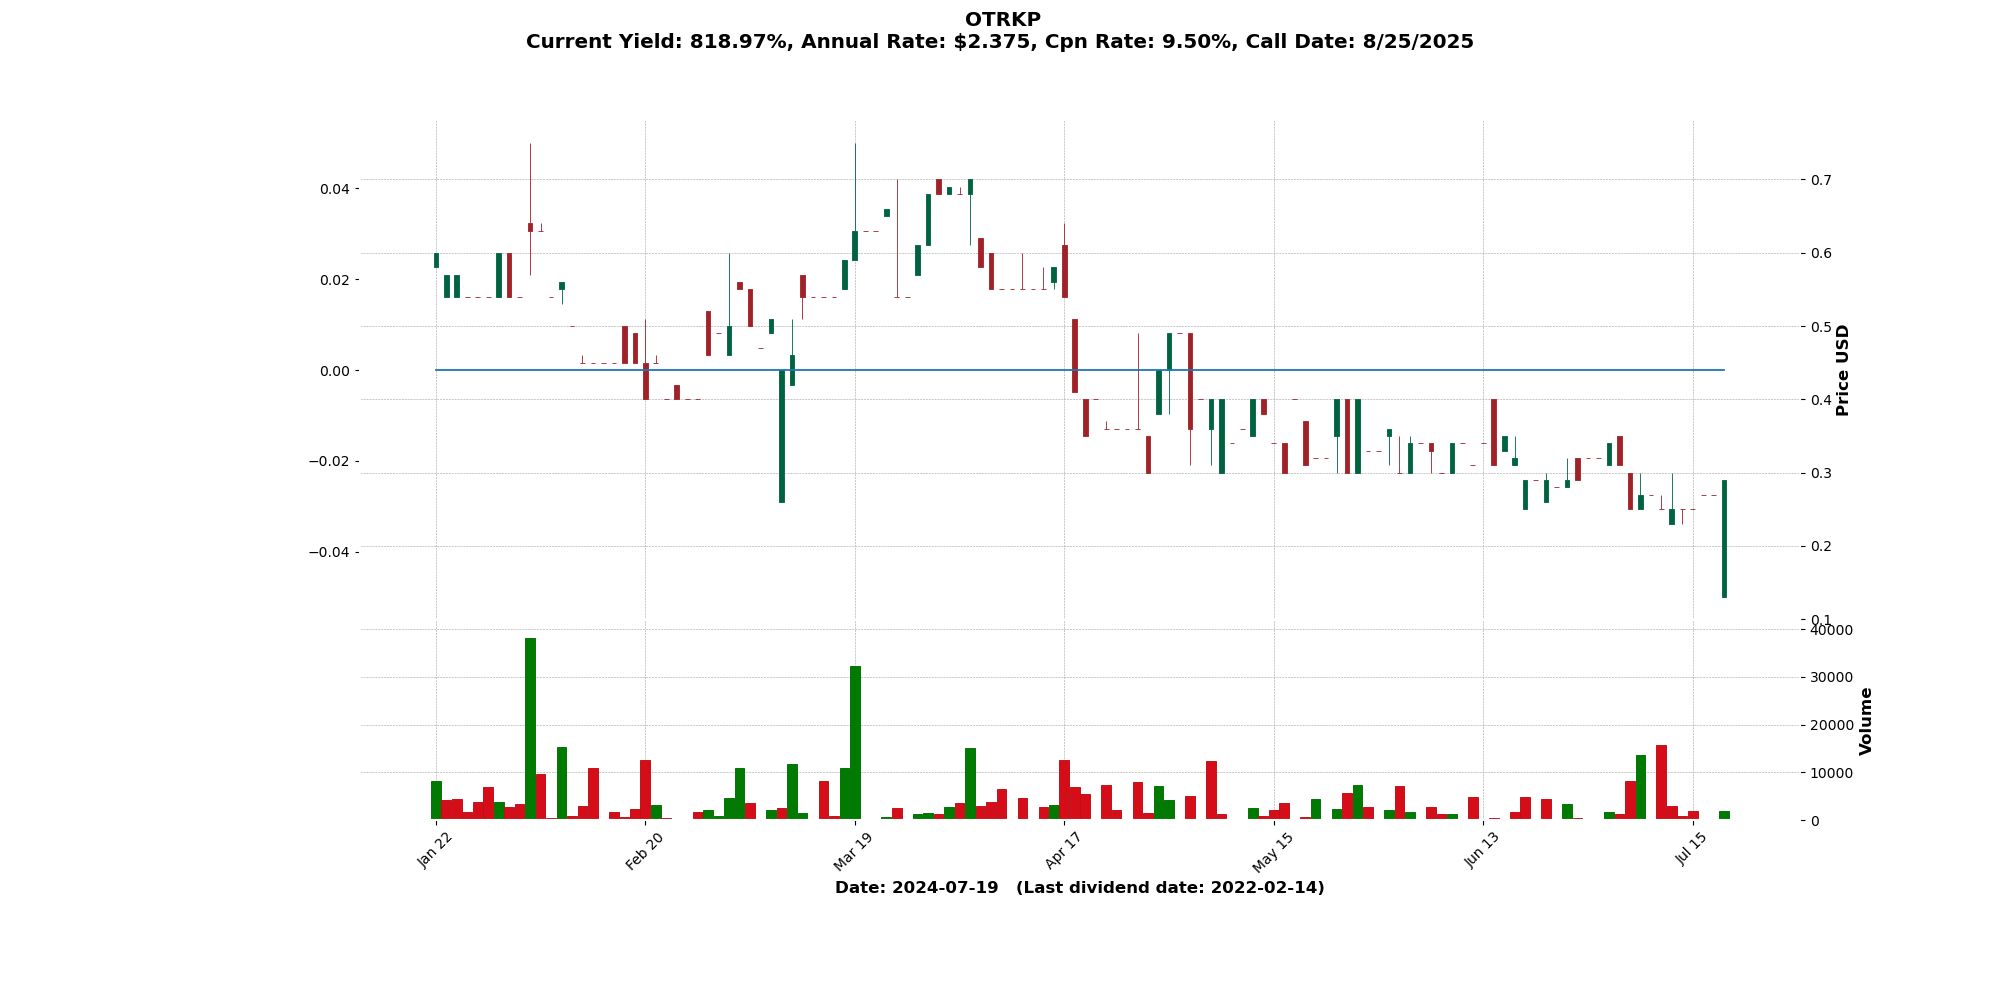 OTRKP
Current Yield: 818.97%, Annual Rate: $2.375, Cpn Rate: 9.50%, Call Date: 8/25/2025
0.04
0.02
0.00
−0.02
−0.04
0.7
0.6
0.5
0.4
0.3
0.2
0.1
Price USD
40000
30000
20000
10000
0
Volume
Jan 22
Feb 20
Mar 19
Apr 17
May 15
Jun 13
Jul 15
Date: 2024-07-19   (Last dividend date: 2022-02-14)